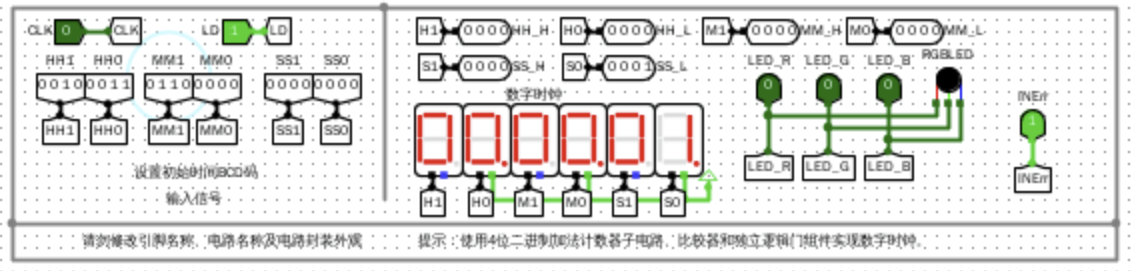 CLK 0 CLK LD 1 LD H1 0000 HH_H H0 0000 HH_L M1 0000 MM_H M0 0000 MM_L
HH1 HH0 MM1 MM0 SS1 SS0 S1 0000 SS_H S0 0001 SS_L LED_R LED_G LED_B RGBLED
0010 0011 0110 0000 0000 0000 数字时钟 0 0 0 INErr
HH1 HH0 MM1 MM0 SS1 SS0 0. 0. 0. 0. 0. 1. 1
设置初始时间BCD码 LED_R LED_G LED_B INErr
输入信号 H1 H0 M1 M0 S1 S0
请勿修改引脚名称、电路名称及电路封装外观 提示：使用4位二进制加法计数器子电路、比较器和独立逻辑门组件实现数字时钟。